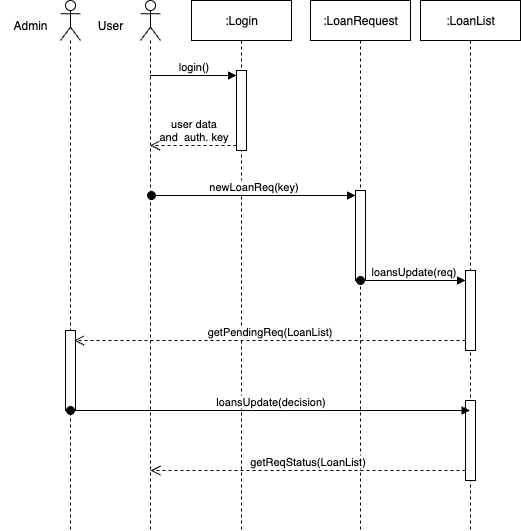 Admin
User
:Login
:LoanRequest
:LoanList
login()
user data
and auth. key
newLoanReq(key)
loansUpdate(req)
getPendingReq(LoanList)
loansUpdate(decision)
getReqStatus(LoanList)